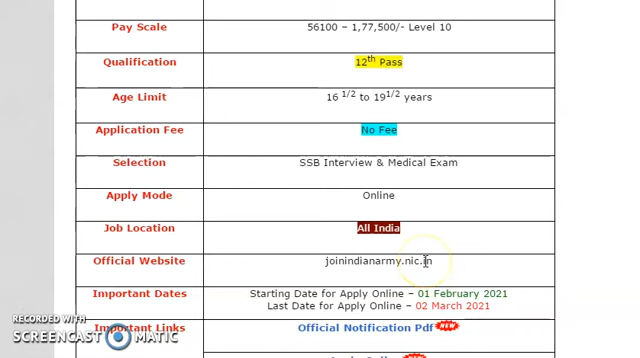 Pay Scale 56100 – 1,77,500/- Level 10
Qualification 12th Pass
Age Limit 16 1/2 to 19 1/2 years
Application Fee No Fee
Selection SSB Interview & Medical Exam
Apply Mode Online
Job Location All India
Official Website joinindianarmy.nic.in
Important Dates Starting Date for Apply Online – 01 February 2021
Last Date for Apply Online – 02 March 2021
Important Links Official Notification Pdf NEW
RECORDED WITH
SCREENCAST MATIC